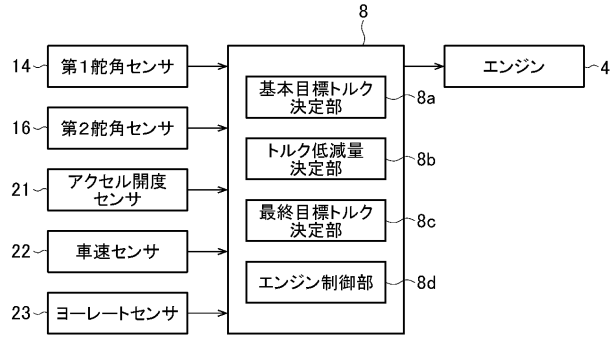 8
14
第1舵角センサ
16
第2舵角センサ
21
アクセル開度
センサ
22
車速センサ
23
ヨーレートセンサ
基本目標トルク
決定部
8a
トルク低減量
決定部
8b
最終目標トルク
決定部
8c
エンジン制御部
8d
エンジン
4